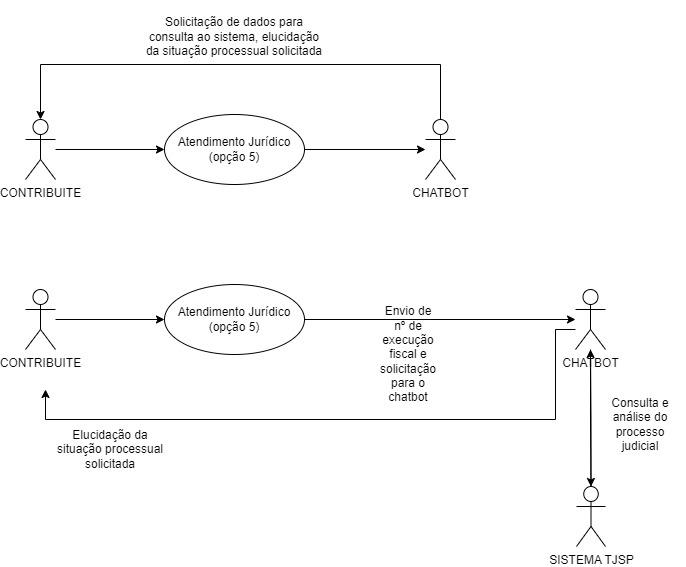 Solicitação de dados para
consulta ao sistema, elucidação
da situação processual solicitada
Atendimento Jurídico
(opção 5)
CONTRIBUITE
CHATBOT
Atendimento Jurídico
(opção 5)
Envio de
nº de
execução
fiscal e
solicitação
para o
chatbot
CONTRIBUITE
CHATBOT
Consulta e
análise do
processo
judicial
Elucidação da
situação processual
solicitada
SISTEMA TJSP